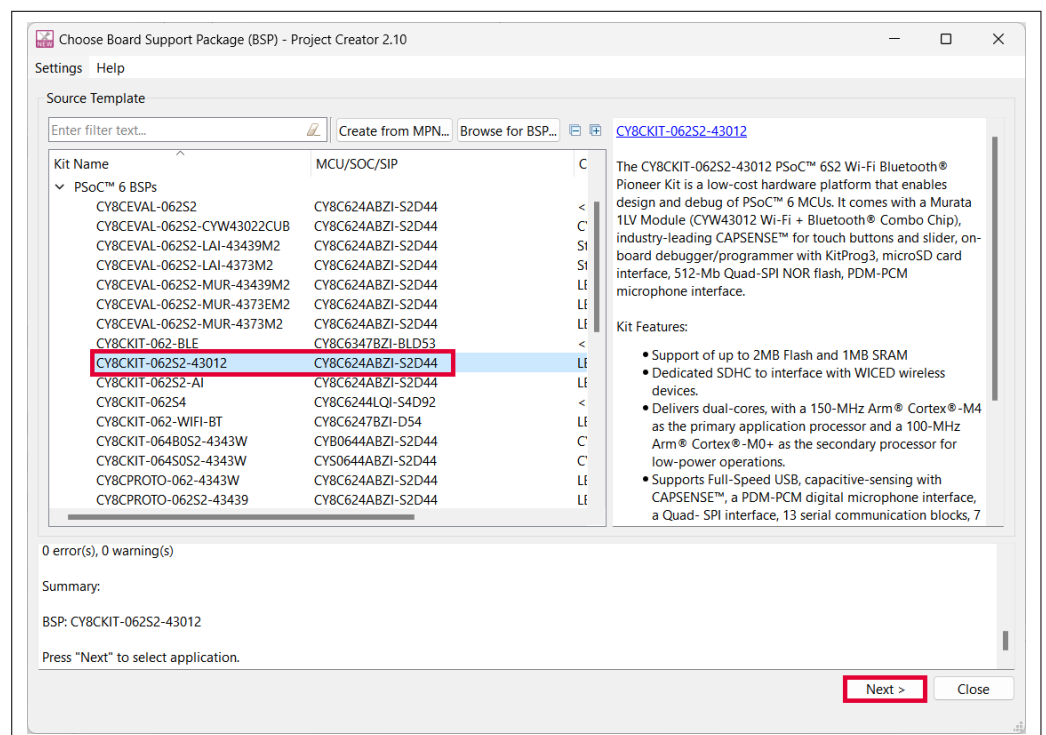 NEW Choose Board Support Package (BSP) - Project Creator 2.10
Settings Help
Source Template
Enter filter text... Create from MPN... Browse for BSP...
Kit Name MCU/SOC/SIP C
PSoC™ 6 BSPs
CY8CEVAL-062S2 CY8C624ABZI-S2D44 <
CY8CEVAL-062S2-CYW43022CUB CY8C624ABZI-S2D44 C
CY8CEVAL-062S2-LAI-43439M2 CY8C624ABZI-S2D44 St
CY8CEVAL-062S2-LAI-4373M2 CY8C624ABZI-S2D44 St
CY8CEVAL-062S2-MUR-43439M2 CY8C624ABZI-S2D44 LE
CY8CEVAL-062S2-MUR-4373EM2 CY8C624ABZI-S2D44 LE
CY8CEVAL-062S2-MUR-4373M2 CY8C624ABZI-S2D44 LE
CY8CKIT-062-BLE CY8C6347BZI-BLD53 <
CY8CKIT-062S2-43012 CY8C624ABZI-S2D44 LE
CY8CKIT-062S2-AI CY8C624ABZI-S2D44 LE
CY8CKIT-062S4 CY8C6244LQI-S4D92 <
CY8CKIT-062-WIFI-BT CY8C6247BZI-D54 LE
CY8CKIT-064B0S2-4343W CYB0644ABZI-S2D44 C
CY8CKIT-064S0S2-4343W CYS0644ABZI-S2D44 C
CY8CPROTO-062-4343W CY8C624ABZI-S2D44 LE
CY8CPROTO-062S2-43439 CY8C624ABZI-S2D44 LE
CY8CKIT-062S2-43012
The CY8CKIT-062S2-43012 PSoC™ 6S2 Wi-Fi Bluetooth®
Pioneer Kit is a low-cost hardware platform that enables
design and debug of PSoC™ 6 MCUs. It comes with a Murata
1LV Module (CYW43012 Wi-Fi + Bluetooth® Combo Chip),
industry-leading CAPSENSE™ for touch buttons and slider, on-
board debugger/programmer with KitProg3, microSD card
interface, 512-Mb Quad-SPI NOR flash, PDM-PCM
microphone interface.
Kit Features:
● Support of up to 2MB Flash and 1MB SRAM
● Dedicated SDHC to interface with WICED wireless
devices.
● Delivers dual-cores, with a 150-MHz Arm® Cortex®-M4
as the primary application processor and a 100-MHz
Arm® Cortex®-M0+ as the secondary processor for
low-power operations.
● Supports Full-Speed USB, capacitive-sensing with
CAPSENSE™, a PDM-PCM digital microphone interface,
a Quad- SPI interface, 13 serial communication blocks, 7
0 error(s), 0 warning(s)
Summary:
BSP: CY8CKIT-062S2-43012
Press "Next" to select application.
Next > Close